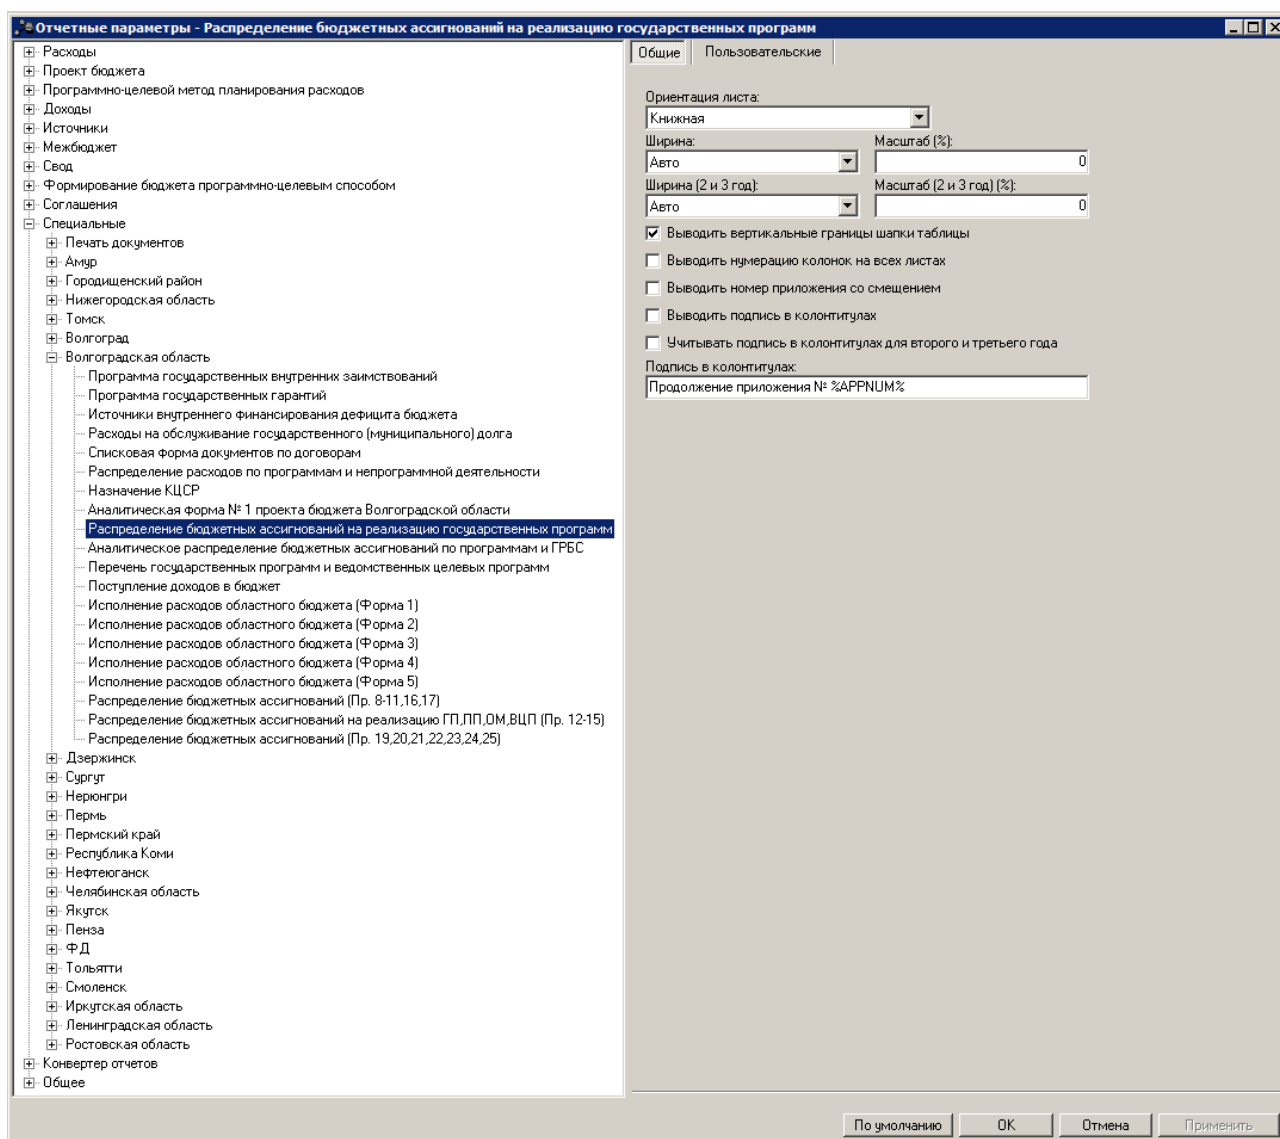 Отчетные параметры - Распределение бюджетных ассигнований на реализацию государственных программ
Расходы
Проект бюджета
Программно-целевой метод планирования расходов
Доходы
Источники
Межбюджет
Свод
Формирование бюджета программно-целевым способом
Соглашения
Специальные
Печать документов
Амур
Городищенский район
Нижегородская область
Томск
Волгоград
Волгоградская область
Программа государственных внутренних заимствований
Программа государственных гарантий
Источники внутреннего финансирования дефицита бюджета
Расходы на обслуживание государственного (муниципального) долга
Списковая форма документов по договорам
Распределение расходов по программам и непрограммной деятельности
Назначение КЦСР
Аналитическая форма № 1 проекта бюджета Волгоградской области
Распределение бюджетных ассигнований на реализацию государственных программ
Аналитическое распределение бюджетных ассигнований по программам и ГРБС
Перечень государственных программ и ведомственных целевых программ
Поступление доходов в бюджет
Исполнение расходов областного бюджета (Форма 1)
Исполнение расходов областного бюджета (Форма 2)
Исполнение расходов областного бюджета (Форма 3)
Исполнение расходов областного бюджета (Форма 4)
Исполнение расходов областного бюджета (Форма 5)
Распределение бюджетных ассигнований (Пр. 8-11,16,17)
Распределение бюджетных ассигнований на реализацию ГП,ПП,ОМ,ВЦП (Пр. 12-15)
Распределение бюджетных ассигнований (Пр. 19,20,21,22,23,24,25)
Дзержинск
Сургут
Нерюнгри
Пермь
Пермский край
Республика Коми
Нефтеюганск
Челябинская область
Якутск
Пенза
ФД
Тольятти
Смоленск
Иркутская область
Ленинградская область
Ростовская область
Конвертер отчетов
Общее
Общие Пользовательские
Ориентация листа:
Книжная
Ширина: Масштаб (%):
Авто 0
Ширина (2 и 3 год): Масштаб (2 и 3 год) (%):
Авто 0
Выводить вертикальные границы шапки таблицы
Выводить нумерацию колонок на всех листах
Выводить номер приложения со смещением
Выводить подпись в колонтитулах
Учитывать подпись в колонтитулах для второго и третьего года
Подпись в колонтитулах:
Продолжение приложения № %APPNUM%
По умолчанию OK Отмена Применить